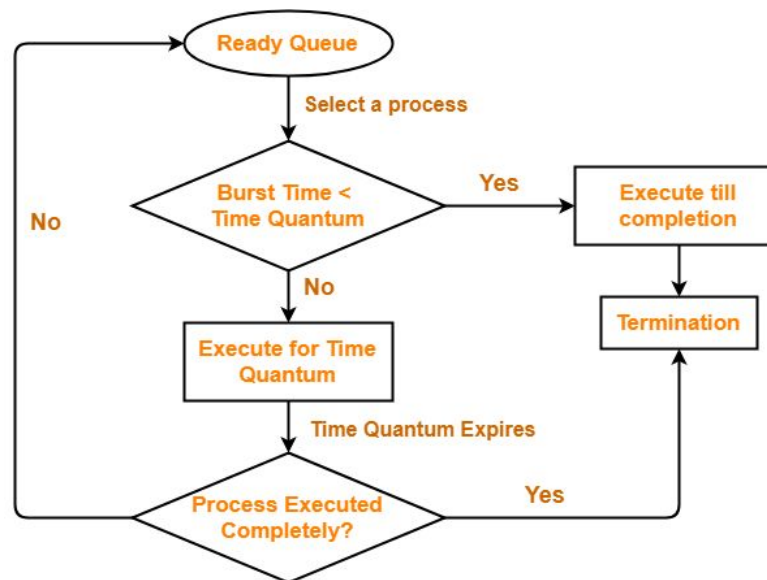 Ready Queue
Select a process
Burst Time <
Time Quantum
Yes
Execute till
completion
No
No
Termination
Execute for Time
Quantum
Time Quantum Expires
Process Executed
Completely?
Yes